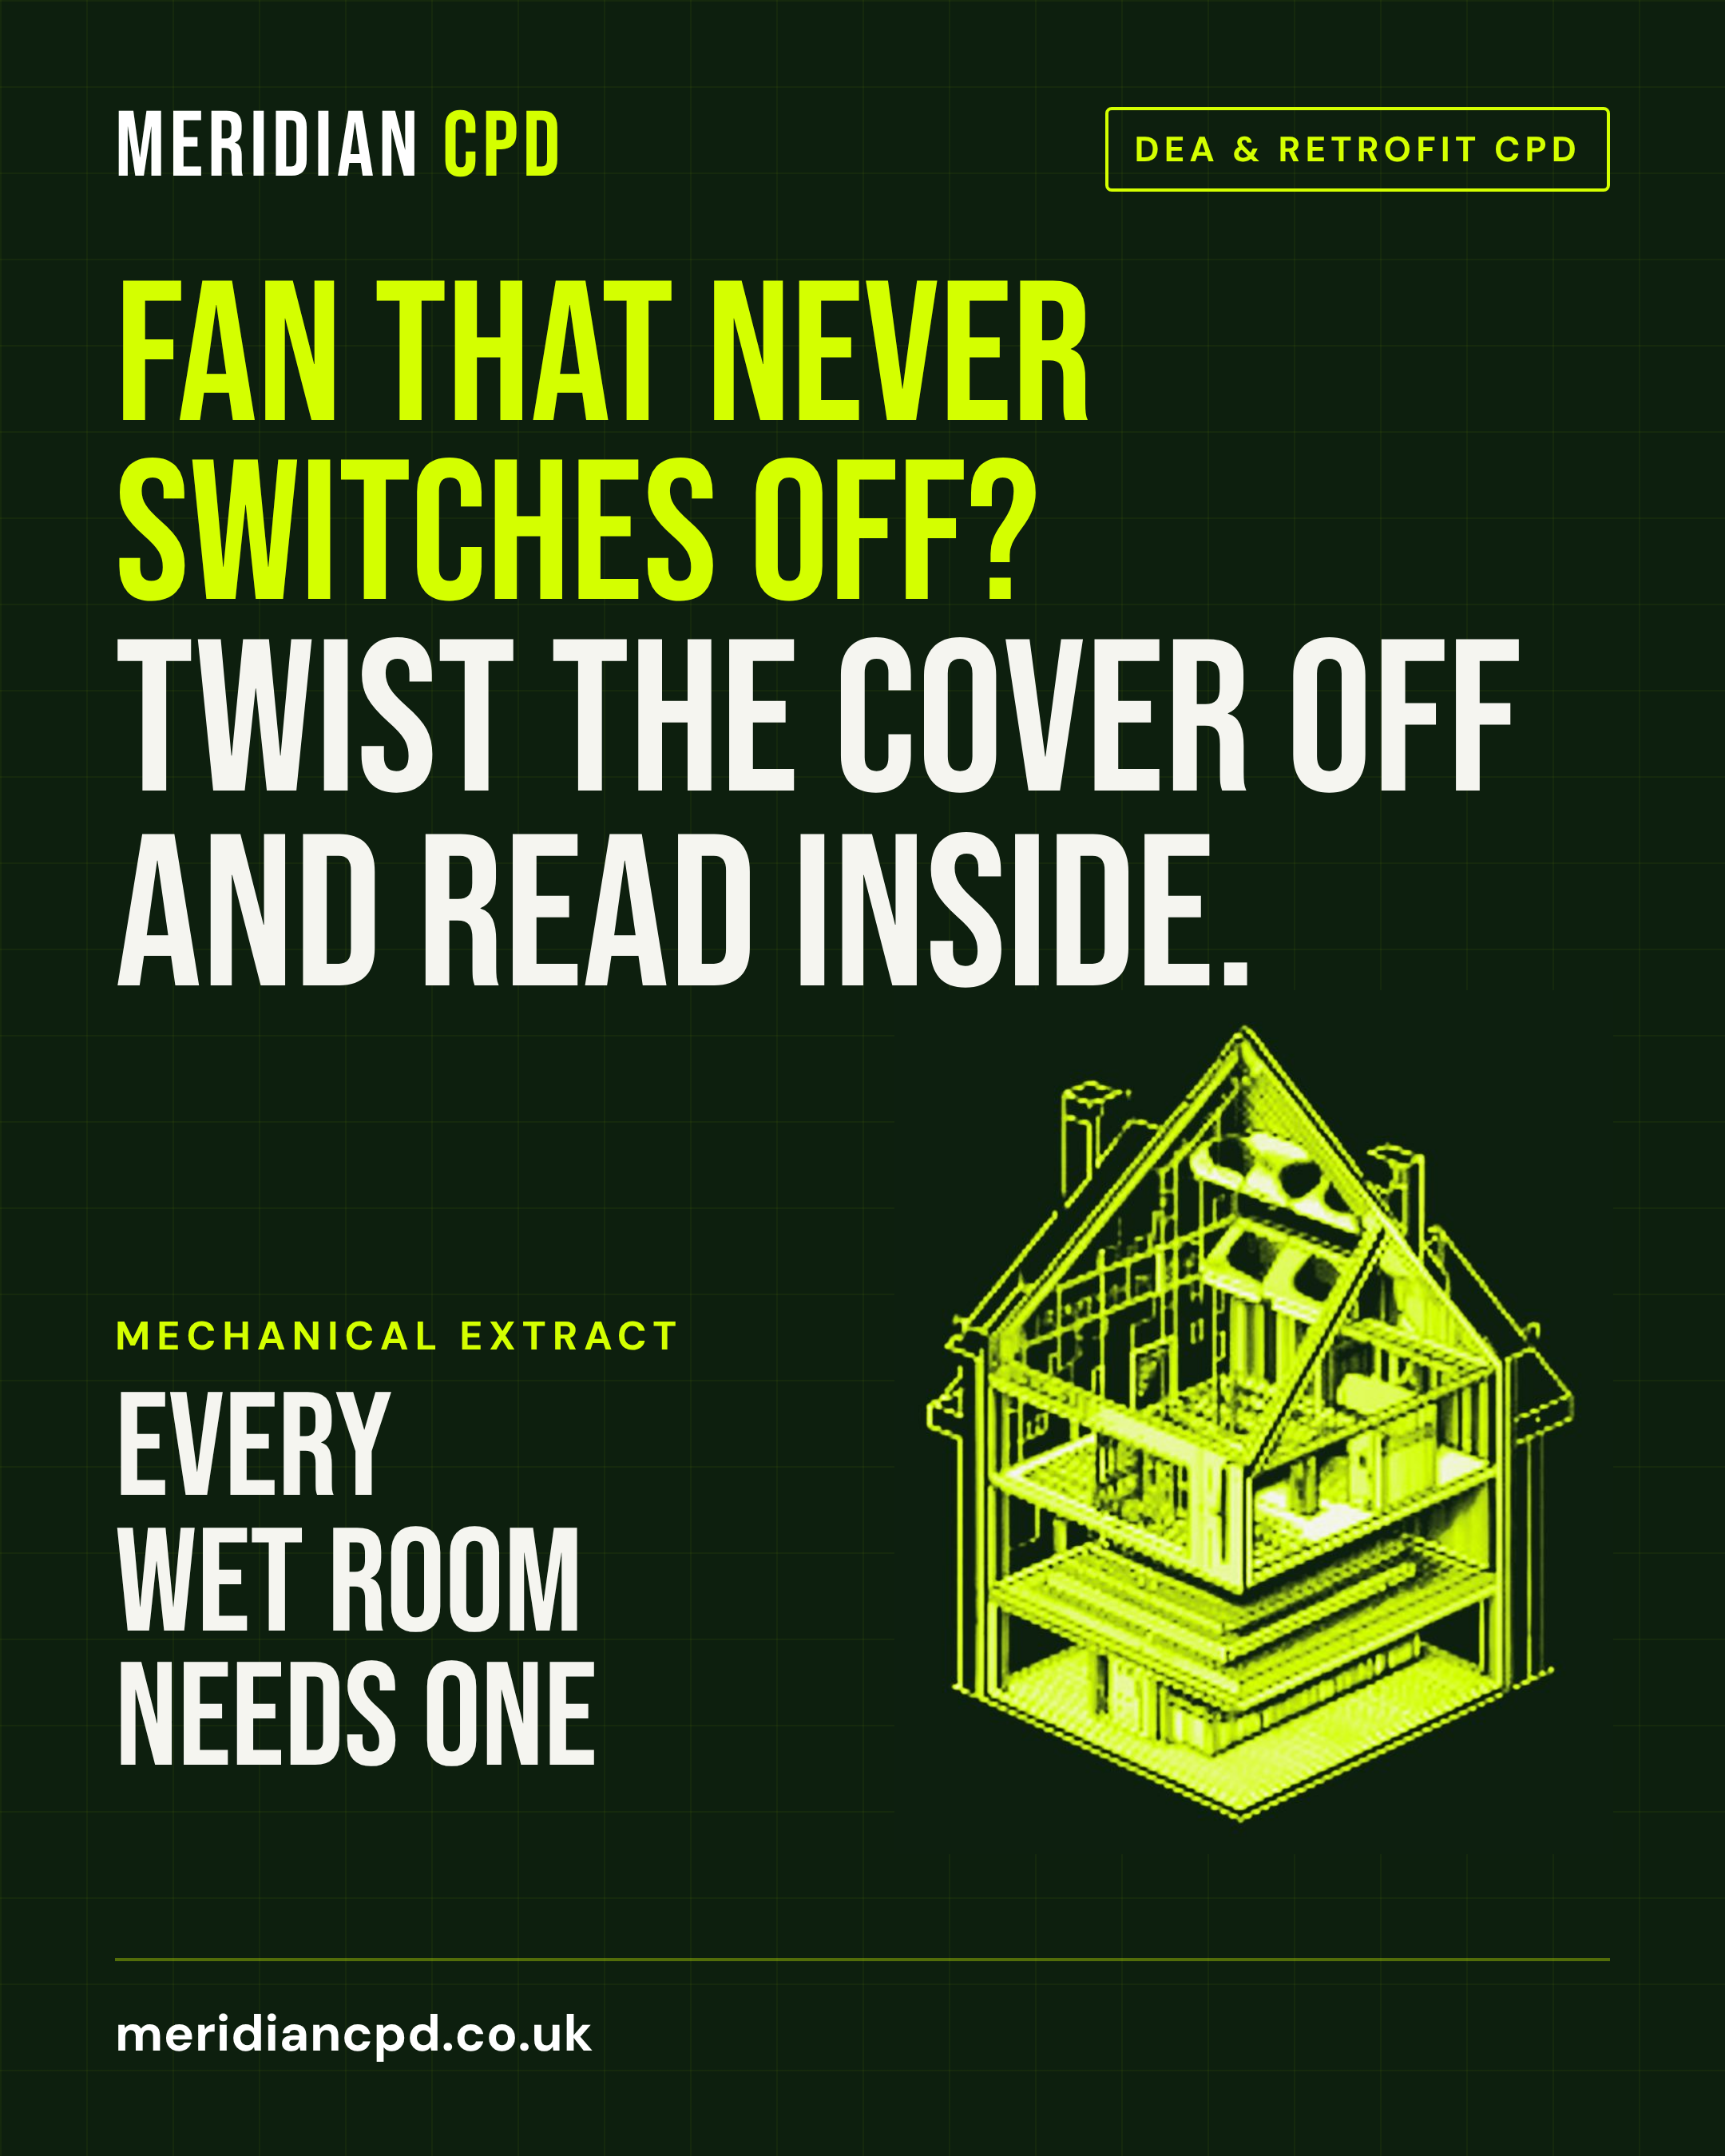 MERIDIAN CPD
DEA & RETROFIT CPD
FAN THAT NEVER
SWITCHES OFF?
TWIST THE COVER OFF
AND READ INSIDE.
MECHANICAL EXTRACT
EVERY
WET ROOM
NEEDS ONE
meridiancpd.co.uk